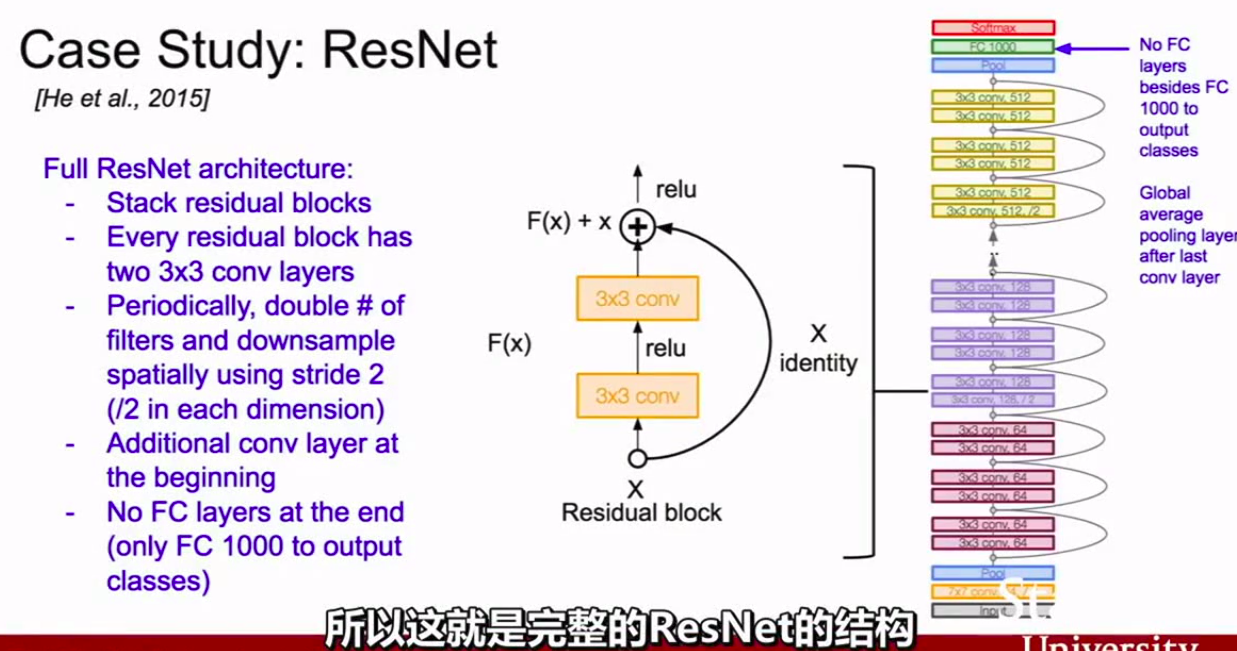 Case Study: ResNet
[He et al., 2015]
Full ResNet architecture:
- Stack residual blocks
- Every residual block has
two 3x3 conv layers
- Periodically, double # of
filters and downsample
spatially using stride 2
(/2 in each dimension)
- Additional conv layer at
the beginning
- No FC layers at the end
(only FC 1000 to output
classes)
relu
F(x) + x
3x3 conv
F(x)
relu
X
identity
3x3 conv
X
Residual block
Softmax
FC 1000
Pool
3x3 conv, 512
3x3 conv, 512
3x3 conv, 512
3x3 conv, 512
3x3 conv, 512
3x3 conv, 512, /2
3x3 conv, 128
3x3 conv, 128
3x3 conv, 128
3x3 conv, 128
3x3 conv, 128
3x3 conv, 128, / 2
3x3 conv, 64
3x3 conv, 64
3x3 conv, 64
3x3 conv, 64
3x3 conv, 64
3x3 conv, 64
Pool
7x7 conv
Input
No FC
layers
besides FC
1000 to
output
classes
Global
average
pooling layer
after last
conv layer
所以这就是完整的ResNet的结构
University